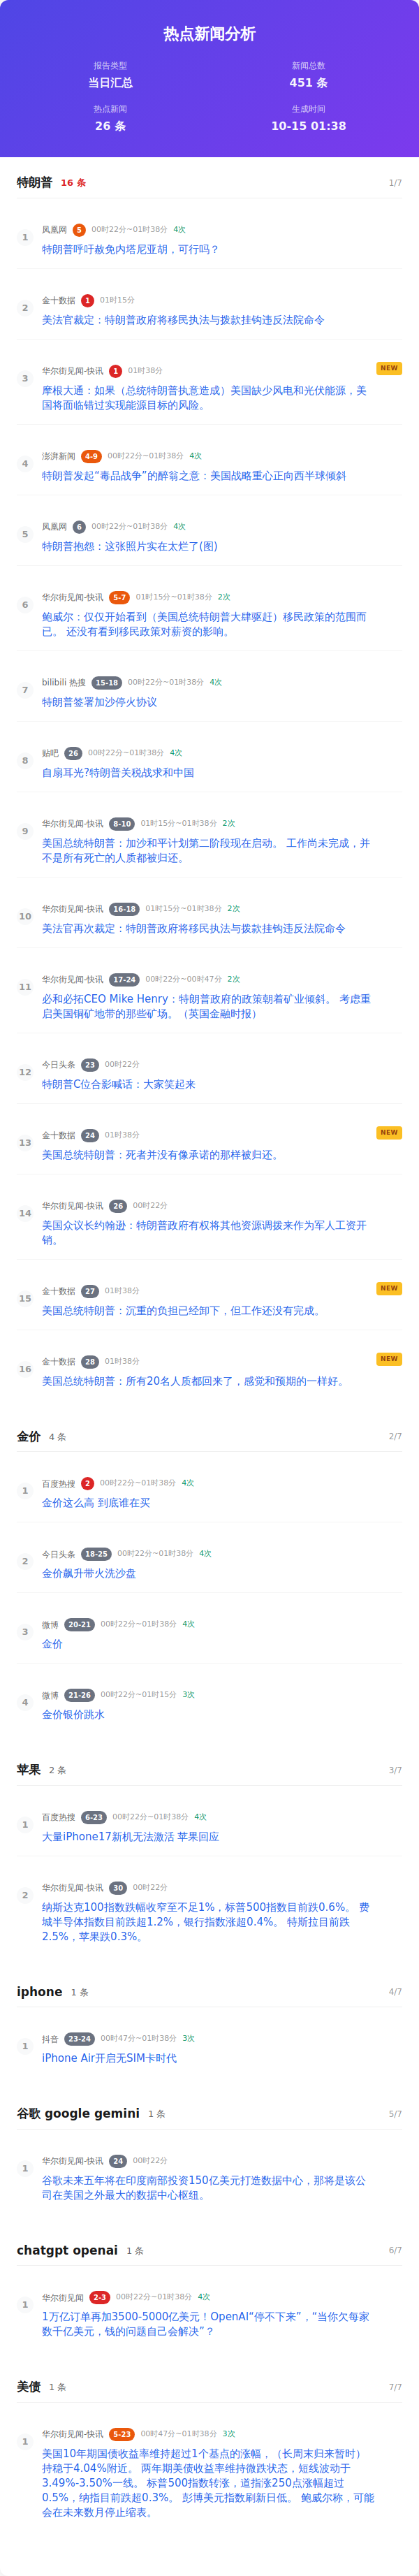 热点新闻分析
报告类型 新闻总数
当日汇总 451 条
热点新闻 生成时间
26 条 10-15 01:38
特朗普 16 条 1/7
1 凤凰网 5 00时22分~01时38分 4次
特朗普呼吁赦免内塔尼亚胡，可行吗？
2 金十数据 1 01时15分
美法官裁定：特朗普政府将移民执法与拨款挂钩违反法院命令
3 华尔街见闻-快讯 1 01时38分 NEW
摩根大通：如果（总统特朗普执意造成）美国缺少风电和光伏能源，美
国将面临错过实现能源目标的风险。
4 澎湃新闻 4-9 00时22分~01时38分 4次
特朗普发起“毒品战争”的醉翁之意：美国战略重心正向西半球倾斜
5 凤凰网 6 00时22分~01时38分 4次
特朗普抱怨：这张照片实在太烂了(图)
6 华尔街见闻-快讯 5-7 01时15分~01时38分 2次
鲍威尔：仅仅开始看到（美国总统特朗普大肆驱赶）移民政策的范围而
已。 还没有看到移民政策对薪资的影响。
7 bilibili 热搜 15-18 00时22分~01时38分 4次
特朗普签署加沙停火协议
8 贴吧 26 00时22分~01时38分 4次
自扇耳光?特朗普关税战求和中国
9 华尔街见闻-快讯 8-10 01时15分~01时38分 2次
美国总统特朗普：加沙和平计划第二阶段现在启动。 工作尚未完成，并
不是所有死亡的人质都被归还。
10 华尔街见闻-快讯 16-18 01时15分~01时38分 2次
美法官再次裁定：特朗普政府将移民执法与拨款挂钩违反法院命令
11 华尔街见闻-快讯 17-24 00时22分~00时47分 2次
必和必拓CEO Mike Henry：特朗普政府的政策朝着矿业倾斜。 考虑重
启美国铜矿地带的那些矿场。（英国金融时报）
12 今日头条 23 00时22分
特朗普C位合影喊话：大家笑起来
13 金十数据 24 01时38分 NEW
美国总统特朗普：死者并没有像承诺的那样被归还。
14 华尔街见闻-快讯 26 00时22分
美国众议长约翰逊：特朗普政府有权将其他资源调拨来作为军人工资开
销。
15 金十数据 27 01时38分 NEW
美国总统特朗普：沉重的负担已经卸下，但工作还没有完成。
16 金十数据 28 01时38分 NEW
美国总统特朗普：所有20名人质都回来了，感觉和预期的一样好。
金价 4 条 2/7
1 百度热搜 2 00时22分~01时38分 4次
金价这么高 到底谁在买
2 今日头条 18-25 00时22分~01时38分 4次
金价飙升带火洗沙盘
3 微博 20-21 00时22分~01时38分 4次
金价
4 微博 21-26 00时22分~01时15分 3次
金价银价跳水
苹果 2 条 3/7
1 百度热搜 6-23 00时22分~01时38分 4次
大量iPhone17新机无法激活 苹果回应
2 华尔街见闻-快讯 30 00时22分
纳斯达克100指数跌幅收窄至不足1%，标普500指数目前跌0.6%。 费
城半导体指数目前跌超1.2%，银行指数涨超0.4%。 特斯拉目前跌
2.5%，苹果跌0.3%。
iphone 1 条 4/7
1 抖音 23-24 00时47分~01时38分 3次
iPhone Air开启无SIM卡时代
谷歌 google gemini 1 条 5/7
1 华尔街见闻-快讯 24 00时22分
谷歌未来五年将在印度南部投资150亿美元打造数据中心，那将是该公
司在美国之外最大的数据中心枢纽。
chatgpt openai 1 条 6/7
1 华尔街见闻 2-3 00时22分~01时38分 4次
1万亿订单再加3500-5000亿美元！OpenAI“停不下来”，“当你欠每家
数千亿美元，钱的问题自己会解决”？
美债 1 条 7/7
1 华尔街见闻-快讯 5-23 00时47分~01时38分 3次
美国10年期国债收益率维持超过1个基点的涨幅，（长周末归来暂时）
持稳于4.04%附近。 两年期美债收益率维持微跌状态，短线波动于
3.49%-3.50%一线。 标普500指数转涨，道指涨250点涨幅超过
0.5%，纳指目前跌超0.3%。 彭博美元指数刷新日低。 鲍威尔称，可能
会在未来数月停止缩表。